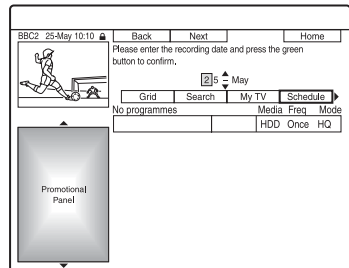 BBC2 25-May 10:10 Back Next Home
Please enter the recording date and press the green
button to confirm.
25 May
Grid Search My TV Schedule
No programmes Media Freq Mode
HDD Once HQ
Promotional
Panel